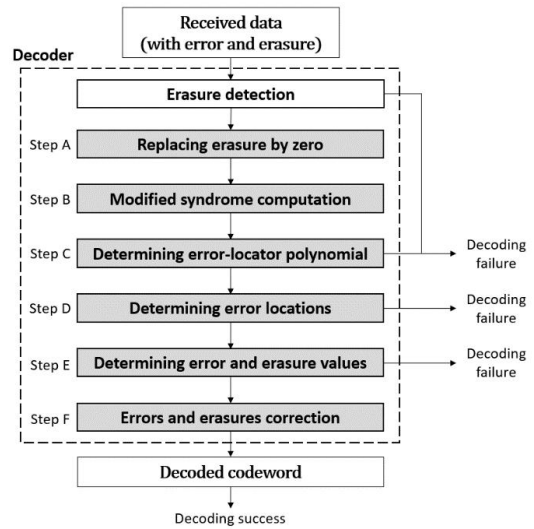 Received data
(with error and erasure)
Decoder
Erasure detection
Step A
Replacing erasure by zero
Step B
Modified syndrome computation
Step C
Determining error-locator polynomial
Decoding
failure
Step D
Determining error locations
Decoding
failure
Step E
Determining error and erasure values
Decoding
failure
Step F
Errors and erasures correction
Decoded codeword
Decoding success